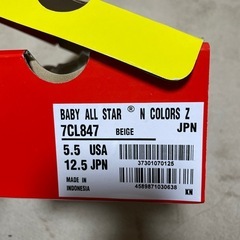 BABY ALL STAR ® N COLORS Z
7CL847 BEIGE JPN
5.5 USA
12.5 JPN
37301070125
MADE IN
INDONESIA
4589871030638
KN